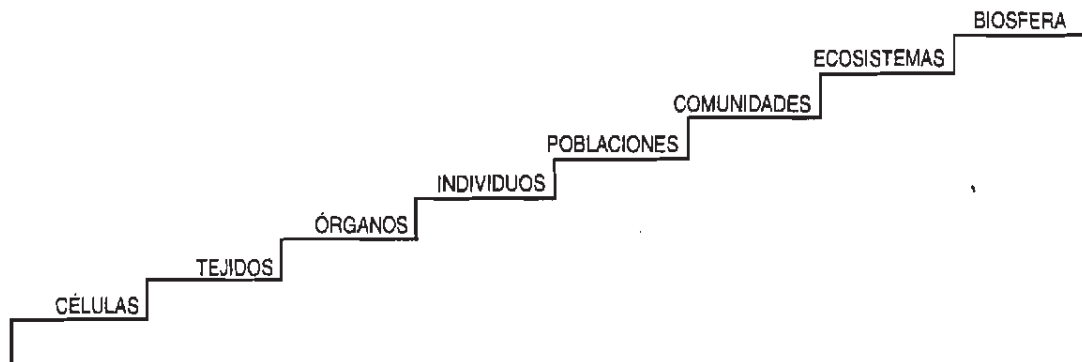 BIOSFERA
ECOSISTEMAS
COMUNIDADES
POBLACIONES
INDIVIDUOS
ÓRGANOS
TEJIDOS
CÉLULAS